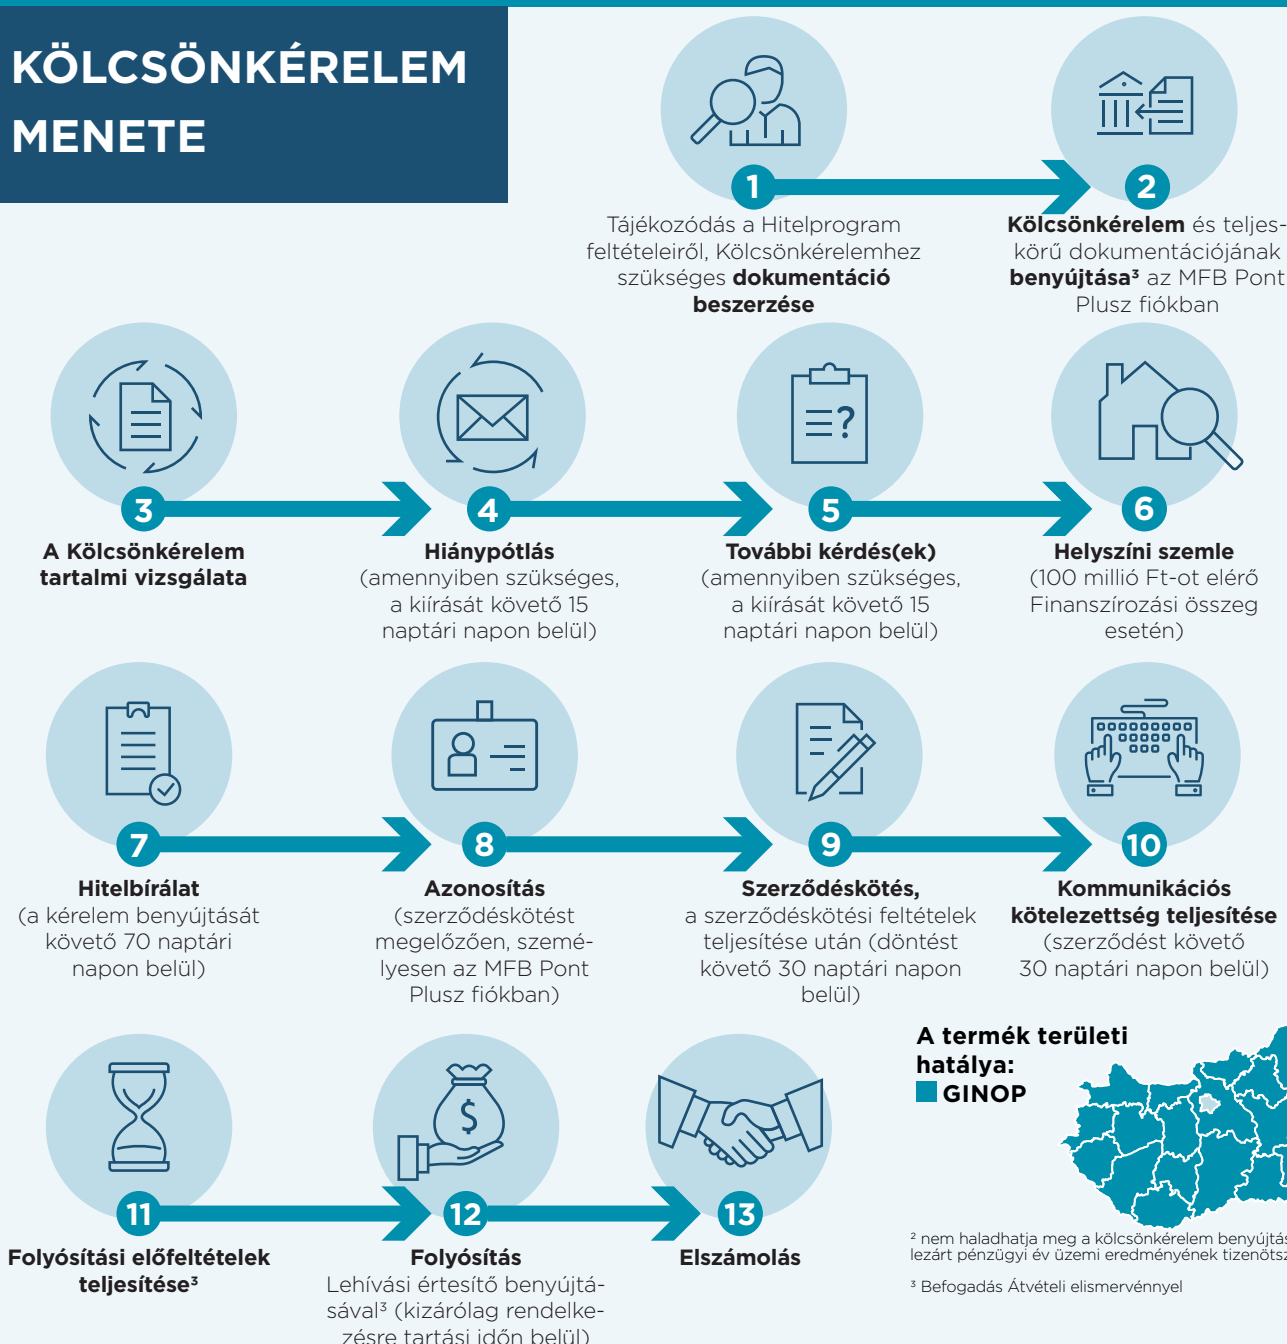 KÖLCSÖNKÉRELEM
MENETE
1
Tájékozódás a Hitelprogram
feltételeiről, Kölcsönkérelemhez
szükséges dokumentáció
beszerzése
2
Kölcsönkérelem és teljes-
körű dokumentációjának
benyújtása³ az MFB Pont
Plusz fiókban
3
A Kölcsönkérelem
tartalmi vizsgálata
4
Hiánypótlás
(amennyiben szükséges,
a kiírását követő 15
naptári napon belül)
?
5
További kérdés(ek)
(amennyiben szükséges,
a kiírását követő 15
naptári napon belül)
6
Helyszíni szemle
(100 millió Ft-ot elérő
Finanszírozási összeg
esetén)
7
Hitelbírálat
(a kérelem benyújtását
követő 70 naptári
napon belül)
8
Azonosítás
(szerződéskötést
megelőzően, szemé-
lyesen az MFB Pont
Plusz fiókban)
9
Szerződéskötés,
a szerződéskötési feltételek
teljesítése után (döntést
követő 30 naptári napon
belül)
10
Kommunikációs
kötelezettség teljesítése
(szerződést követő
30 naptári napon belül)
11
Folyósítási előfeltételek
teljesítése³
$
12
Folyósítás
Lehívási értesítő benyújtá-
sával³ (kizárólag rendelke-
zésre tartási időn belül)
13
Elszámolás
A termék területi
hatálya:
GINOP
² nem haladhatja meg a kölcsönkérelem
lezárt pénzügyi év üzemi eredményének
³ Befogadás Átvételi elismervénnyel